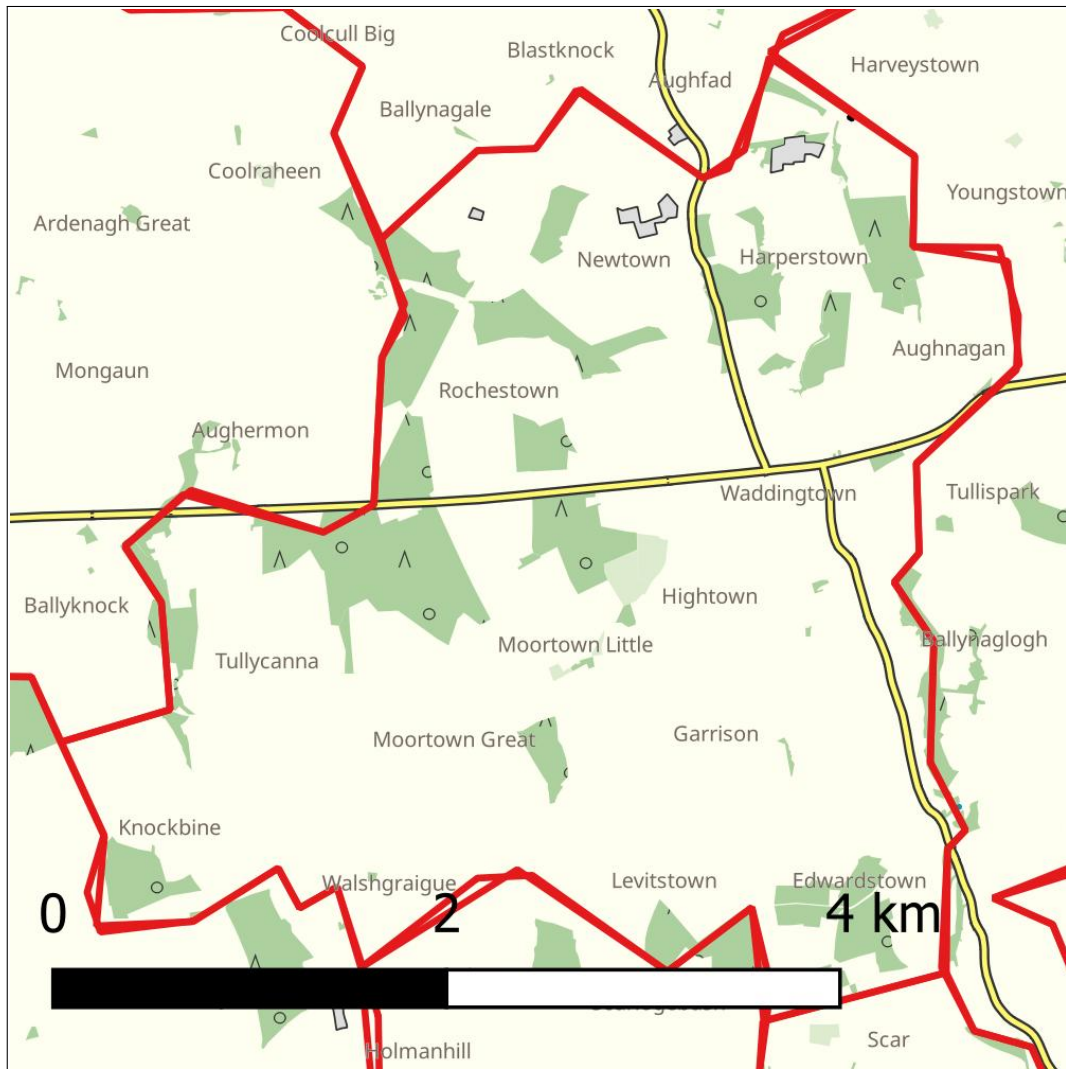 Coolcull Big
Blastknock
Aughfad
Harveystown
Ballynagale
Coolraheen
Youngstown
Ardenagh Great
Newtown
Harperstown
Aughnagan
Mongaun
Rochestown
Aughermon
Waddingtown
Tullispark
Ballyknock
Hightown
Ballynaglogh
Moortown Little
Tullycanna
Moortown Great
Garrison
Knockbine
Walshgraigue
Levitstown
Edwardstown
0 2 4 km
Scar
Holmanhill